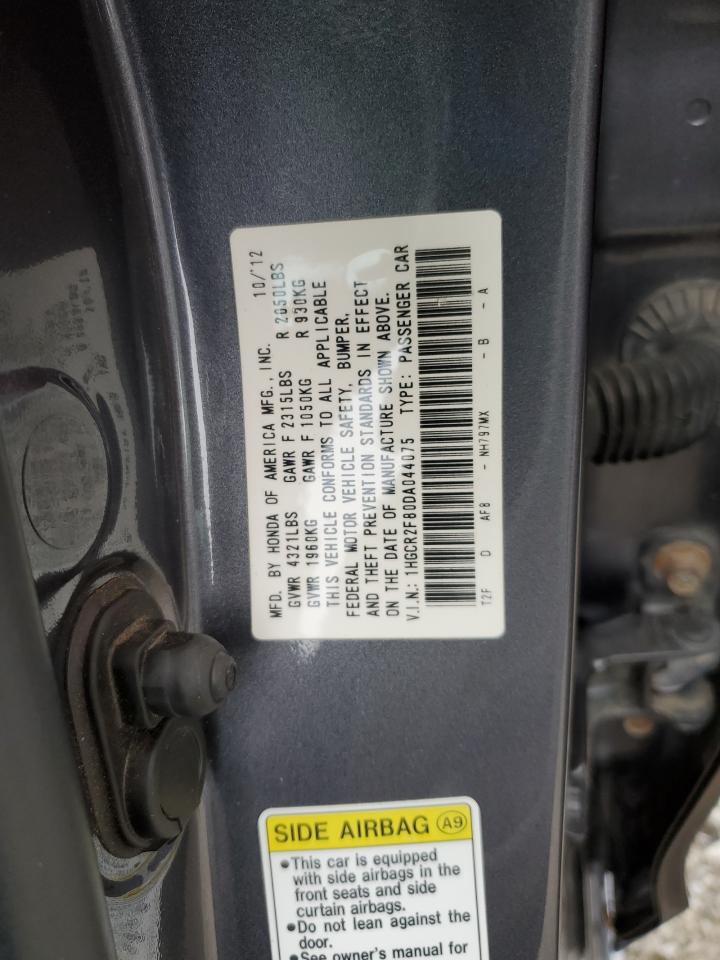 MFD. BY HONDA OF AMERICA MFG., INC. 10/'12
GVWR 4321LBS GAWR F 2315LBS R 2050LBS
GVWR 1960KG GAWR F 1050KG R 930KG
THIS VEHICLE CONFORMS TO ALL APPLICABLE
FEDERAL MOTOR VEHICLE SAFETY, BUMPER,
AND THEFT PREVENTION STANDARDS IN EFFECT
ON THE DATE OF MANUFACTURE SHOWN ABOVE.
V.I.N.: 1HGCR2F80DA044075 TYPE: PASSENGER CAR
T2F D AF8 - NH797MX - B - A
SIDE AIRBAG A9
•This car is equipped
with side airbags in the
front seats and side
curtain airbags.
•Do not lean against the
door.
•See owner's manual for